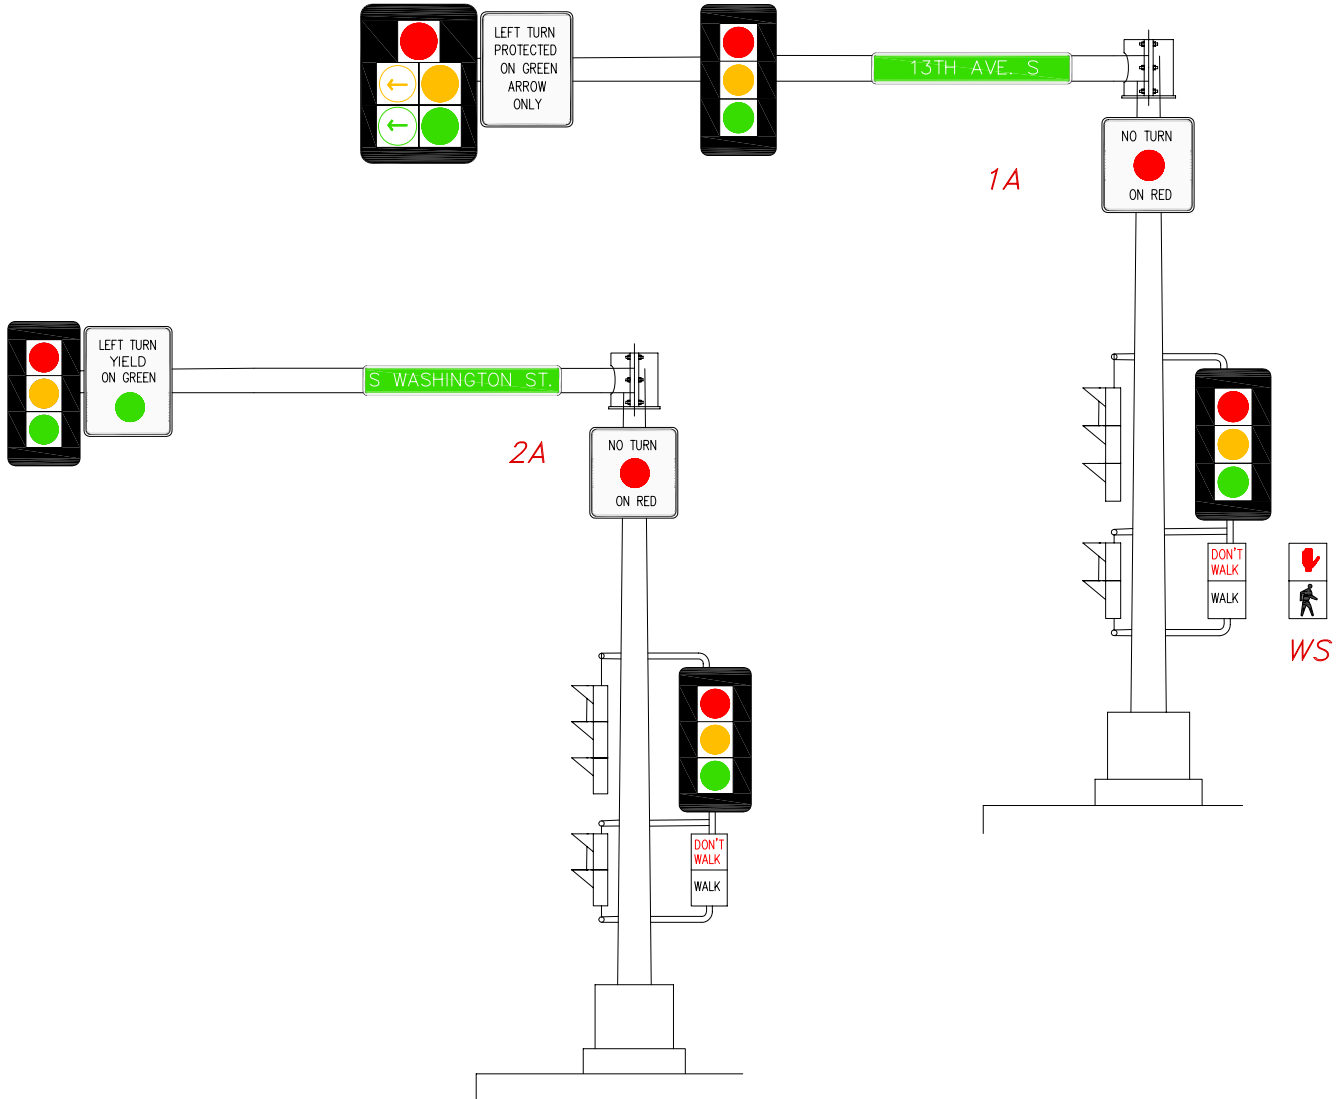 LEFT TURN
PROTECTED
ON GREEN
ARROW
ONLY
13TH AVE. S
NO TURN
ON RED
1A
LEFT TURN
YIELD
ON GREEN
S WASHINGTON ST.
NO TURN
ON RED
2A
DON'T
WALK
WALK
WS
DON'T
WALK
WALK